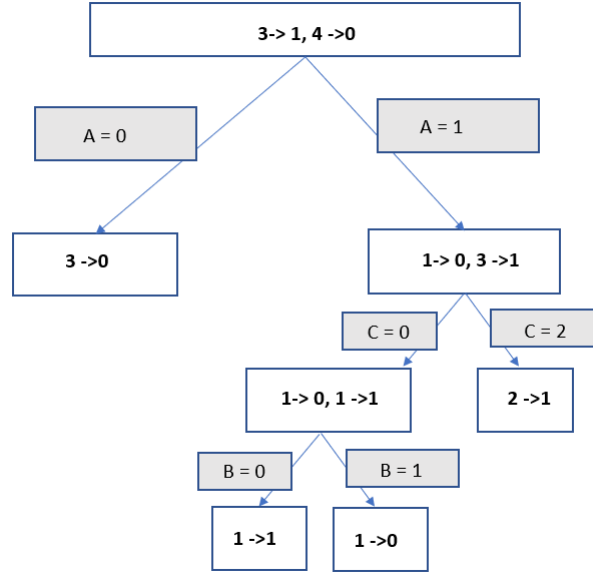 3-> 1, 4 ->0
A = 0
A = 1
3 ->0
1-> 0, 3 ->1
C = 0
C = 2
1-> 0, 1 ->1
2 ->1
B = 0
B = 1
1 ->1
1 ->0